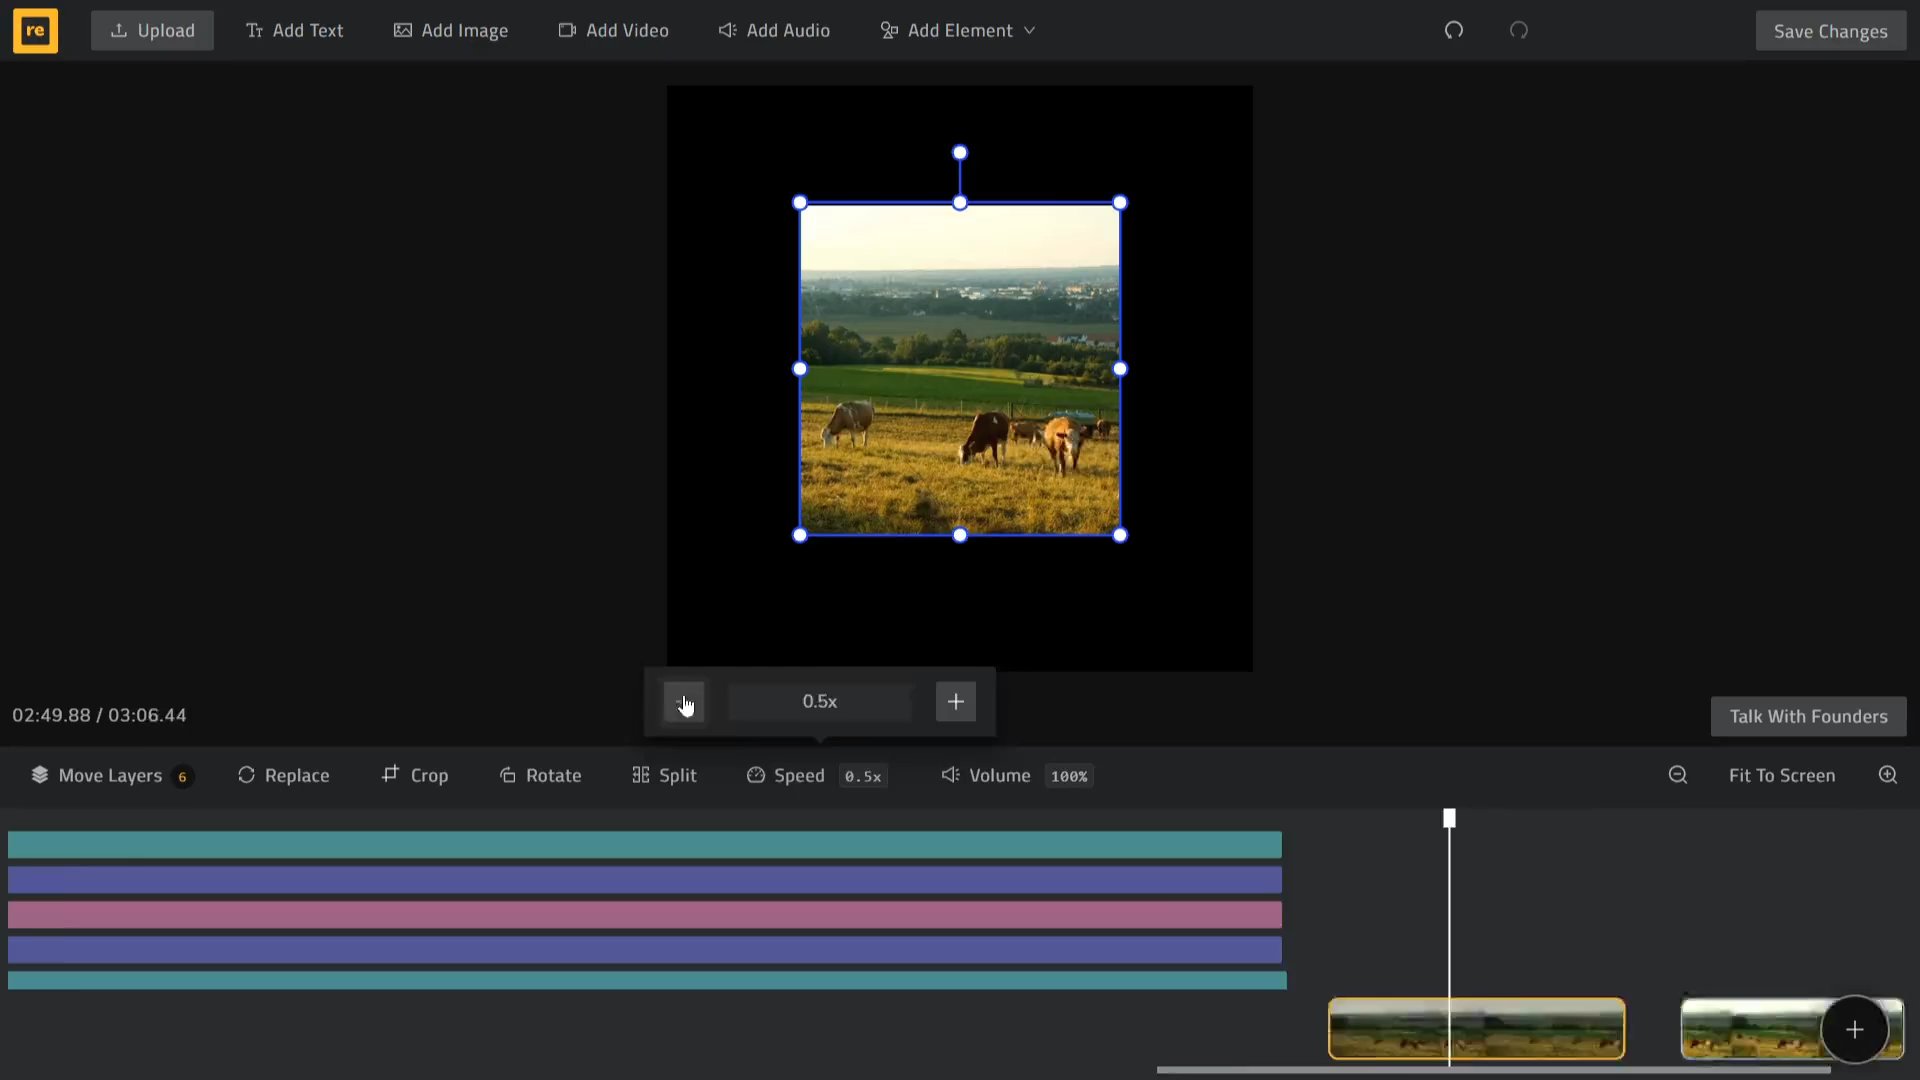 re
Upload
Add Text
Add Image
Add Video
Add Audio
Add Element
Save Changes
0.5x
02:49.88 / 03:06.44
Talk With Founders
Move Layers 6
Replace
Crop
Rotate
Split
Speed 0.5x
Volume 100%
Fit To Screen